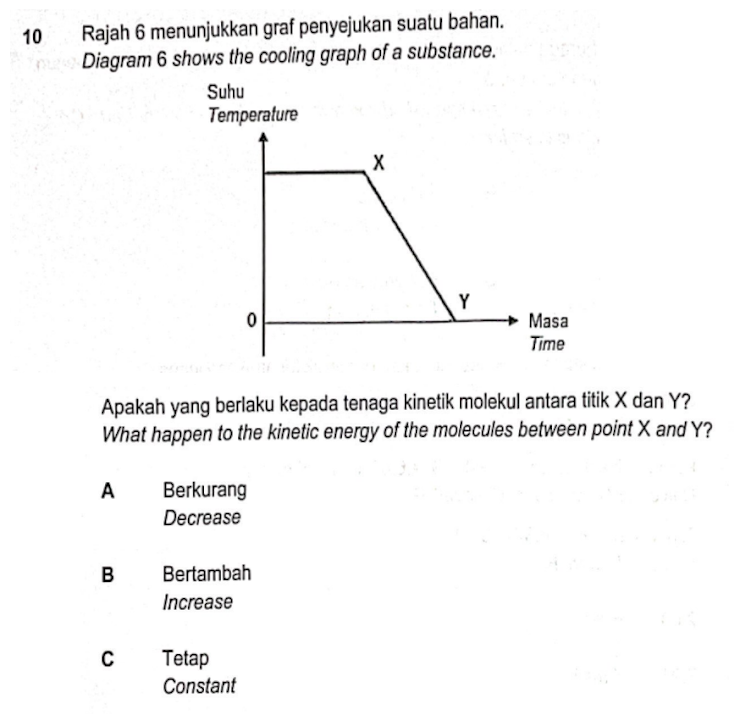 10 Rajah 6 menunjukkan graf penyejukan suatu bahan.
Diagram 6 shows the cooling graph of a substance.
Suhu
Temperature
X
Y
0
Masa
Time
Apakah yang berlaku kepada tenaga kinetik molekul antara titik X dan Y?
What happen to the kinetic energy of the molecules between point X and Y?
A Berkurang
Decrease
B Bertambah
Increase
C Tetap
Constant